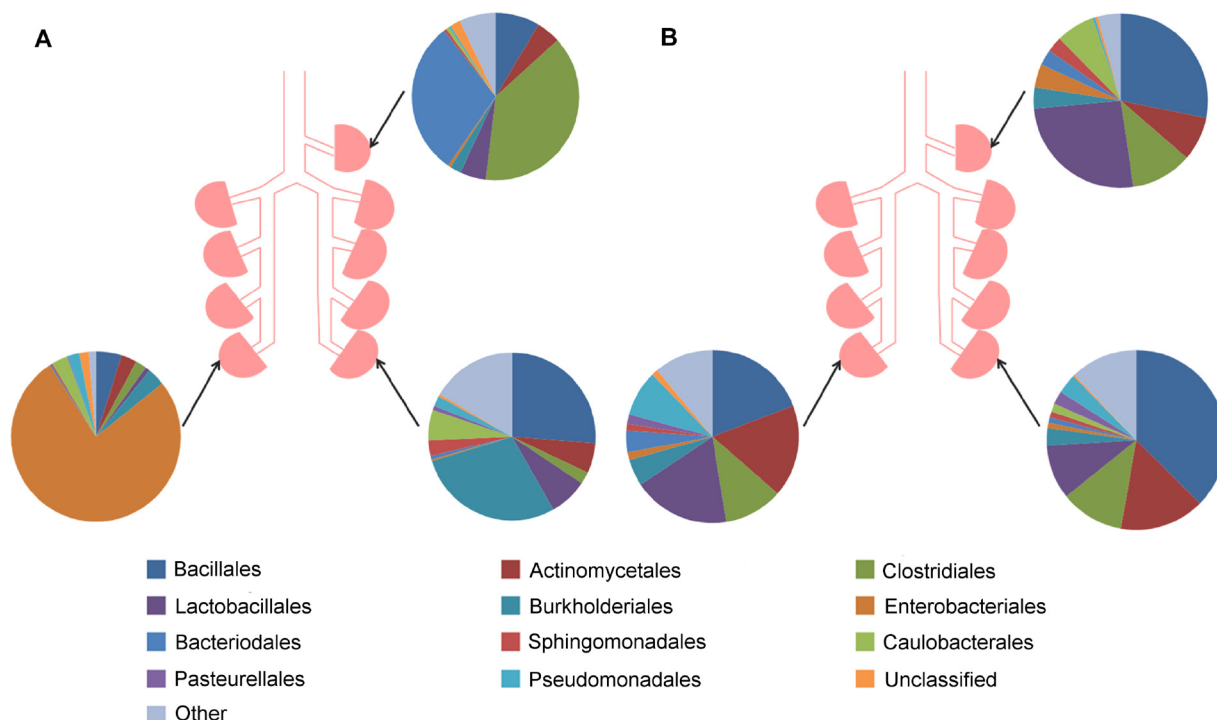 A
B
Bacillales
Actinomycetales
Clostridiales
Lactobacillales
Burkholderiales
Enterobacteriales
Bacteriodales
Sphingomonadales
Caulobacterales
Pasteurellales
Pseudomonadales
Unclassified
Other